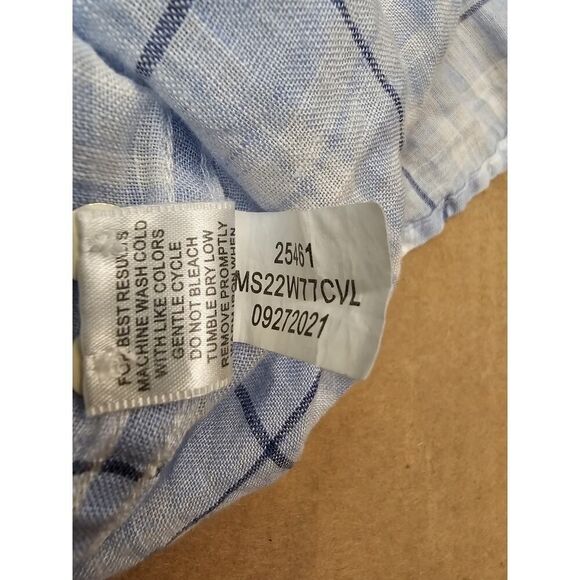 FOR BEST RESULTS
MACHINE WASH COLD
WITH LIKE COLORS
GENTLE CYCLE
DO NOT BLEACH
TUMBLE DRY LOW
REMOVE PROMPTLY
WHEN
25461
MS22W77CVL
09272021